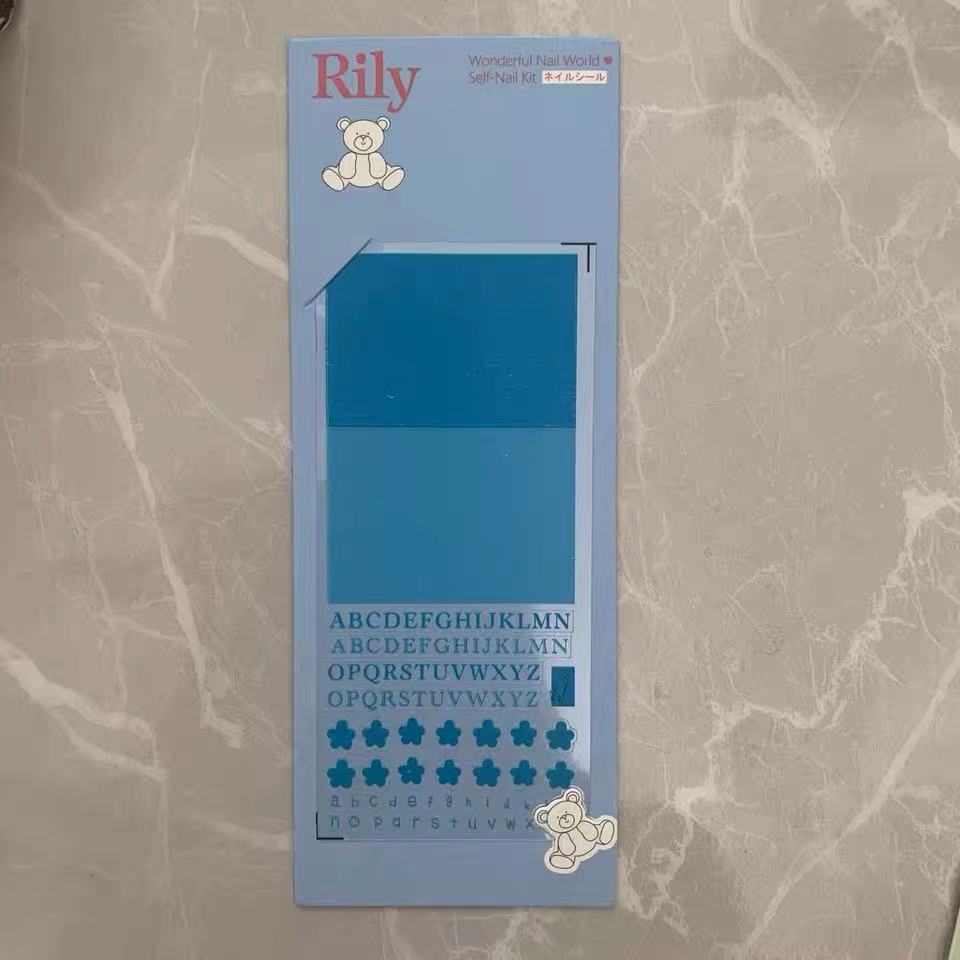 Rily
Wonderful Nail World ♥
Self-Nail Kit ネイルシール
ABCDEFGHIJKLMN
ABCDEFGHIJKLMN
OPQRSTUVWXYZ
OPQRSTUVWXYZ
a b c d e f g h i j k
n o p q r s t u v w x